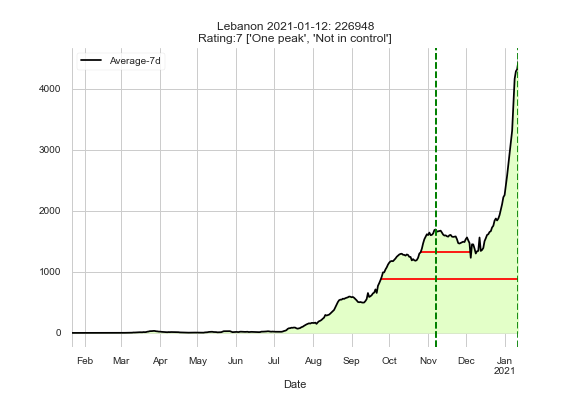 Lebanon 2021-01-12: 226948
Rating:7 ['One peak', 'Not in control']
Average-7d
4000
3000
2000
1000
0
Feb Mar Apr May Jun Jul Aug Sep Oct Nov Dec Jan
2021
Date